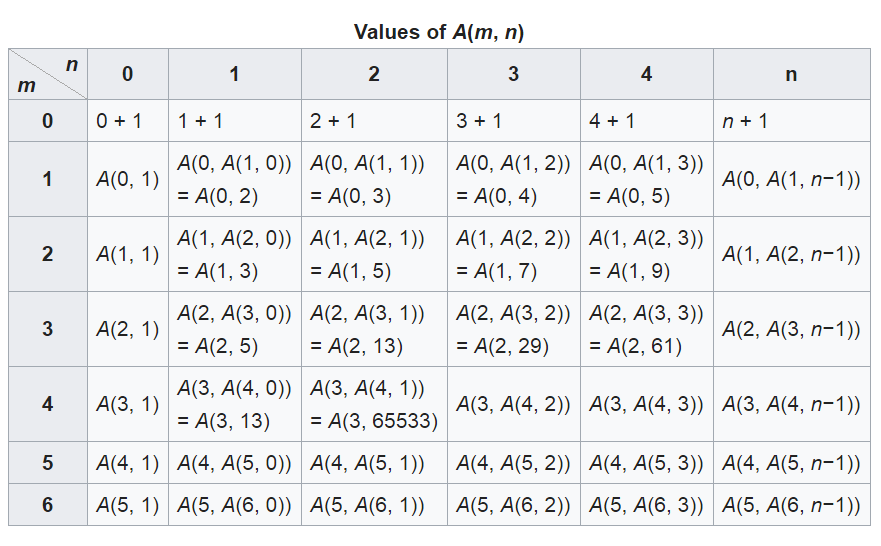 Values of A(m, n)
n
m
0 1 2 3 4 n
0 0 + 1 1 + 1 2 + 1 3 + 1 4 + 1 n + 1
1 A(0, 1) A(0, A(1, 0)) A(0, A(1, 1)) A(0, A(1, 2)) A(0, A(1, 3)) A(0, A(1, n−1))
= A(0, 2) = A(0, 3) = A(0, 4) = A(0, 5)
2 A(1, 1) A(1, A(2, 0)) A(1, A(2, 1)) A(1, A(2, 2)) A(1, A(2, 3)) A(1, A(2, n−1))
= A(1, 3) = A(1, 5) = A(1, 7) = A(1, 9)
3 A(2, 1) A(2, A(3, 0)) A(2, A(3, 1)) A(2, A(3, 2)) A(2, A(3, 3)) A(2, A(3, n−1))
= A(2, 5) = A(2, 13) = A(2, 29) = A(2, 61)
4 A(3, 1) A(3, A(4, 0)) A(3, A(4, 1)) A(3, A(4, 2)) A(3, A(4, 3)) A(3, A(4, n−1))
= A(3, 13) = A(3, 65533)
5 A(4, 1) A(4, A(5, 0)) A(4, A(5, 1)) A(4, A(5, 2)) A(4, A(5, 3)) A(4, A(5, n−1))
6 A(5, 1) A(5, A(6, 0)) A(5, A(6, 1)) A(5, A(6, 2)) A(5, A(6, 3)) A(5, A(6, n−1))